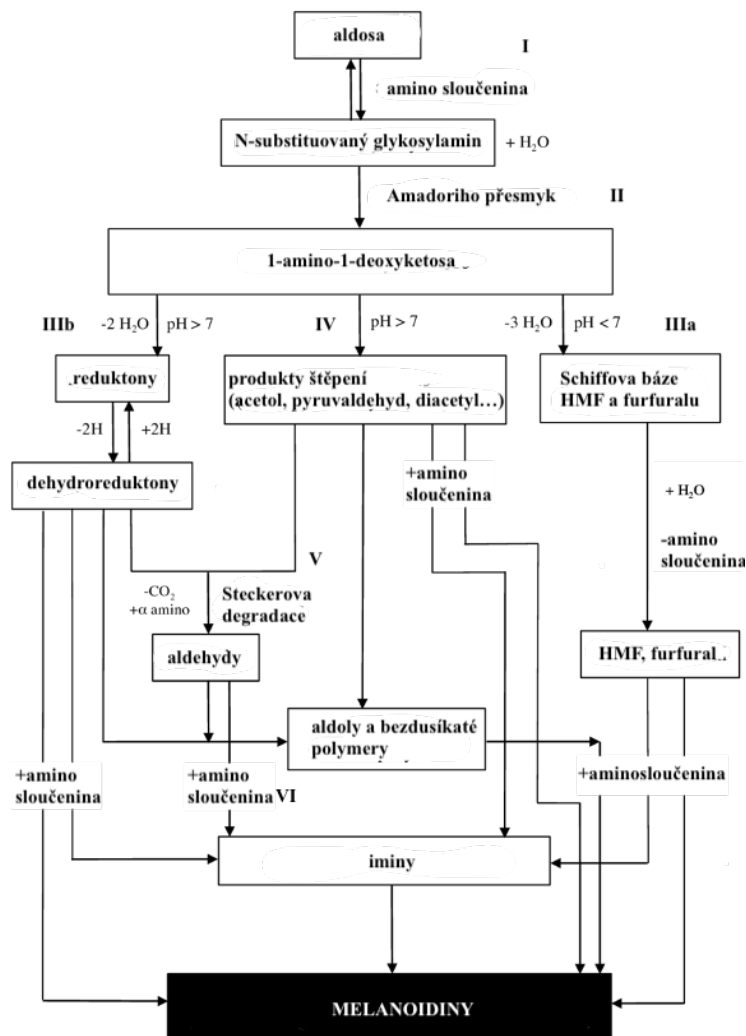 aldosa
I
amino sloučenina
N-substituovaný glykosylamin
+ H₂O
Amadoriho přesmyk
II
1-amino-1-deoxyketosa
IIIb
-2 H₂O
pH > 7
IV
pH > 7
-3 H₂O
pH < 7
IIIa
reduktony
produkty štěpení
(acetol, pyruvaldehyd, diacetyl…)
Schiffova báze
HMF a furfuralu
-2H
+2H
+amino
sloučenina
dehydroreduktony
+ H₂O
-amino
sloučenina
V
-CO₂
+α amino
Steckerova
degradace
aldehydy
HMF, furfural…
aldoly a bezdusíkaté
polymery
+amino
sloučenina
+amino
sloučenina
VI
+aminosloučenina
iminy
MELANOIDINY